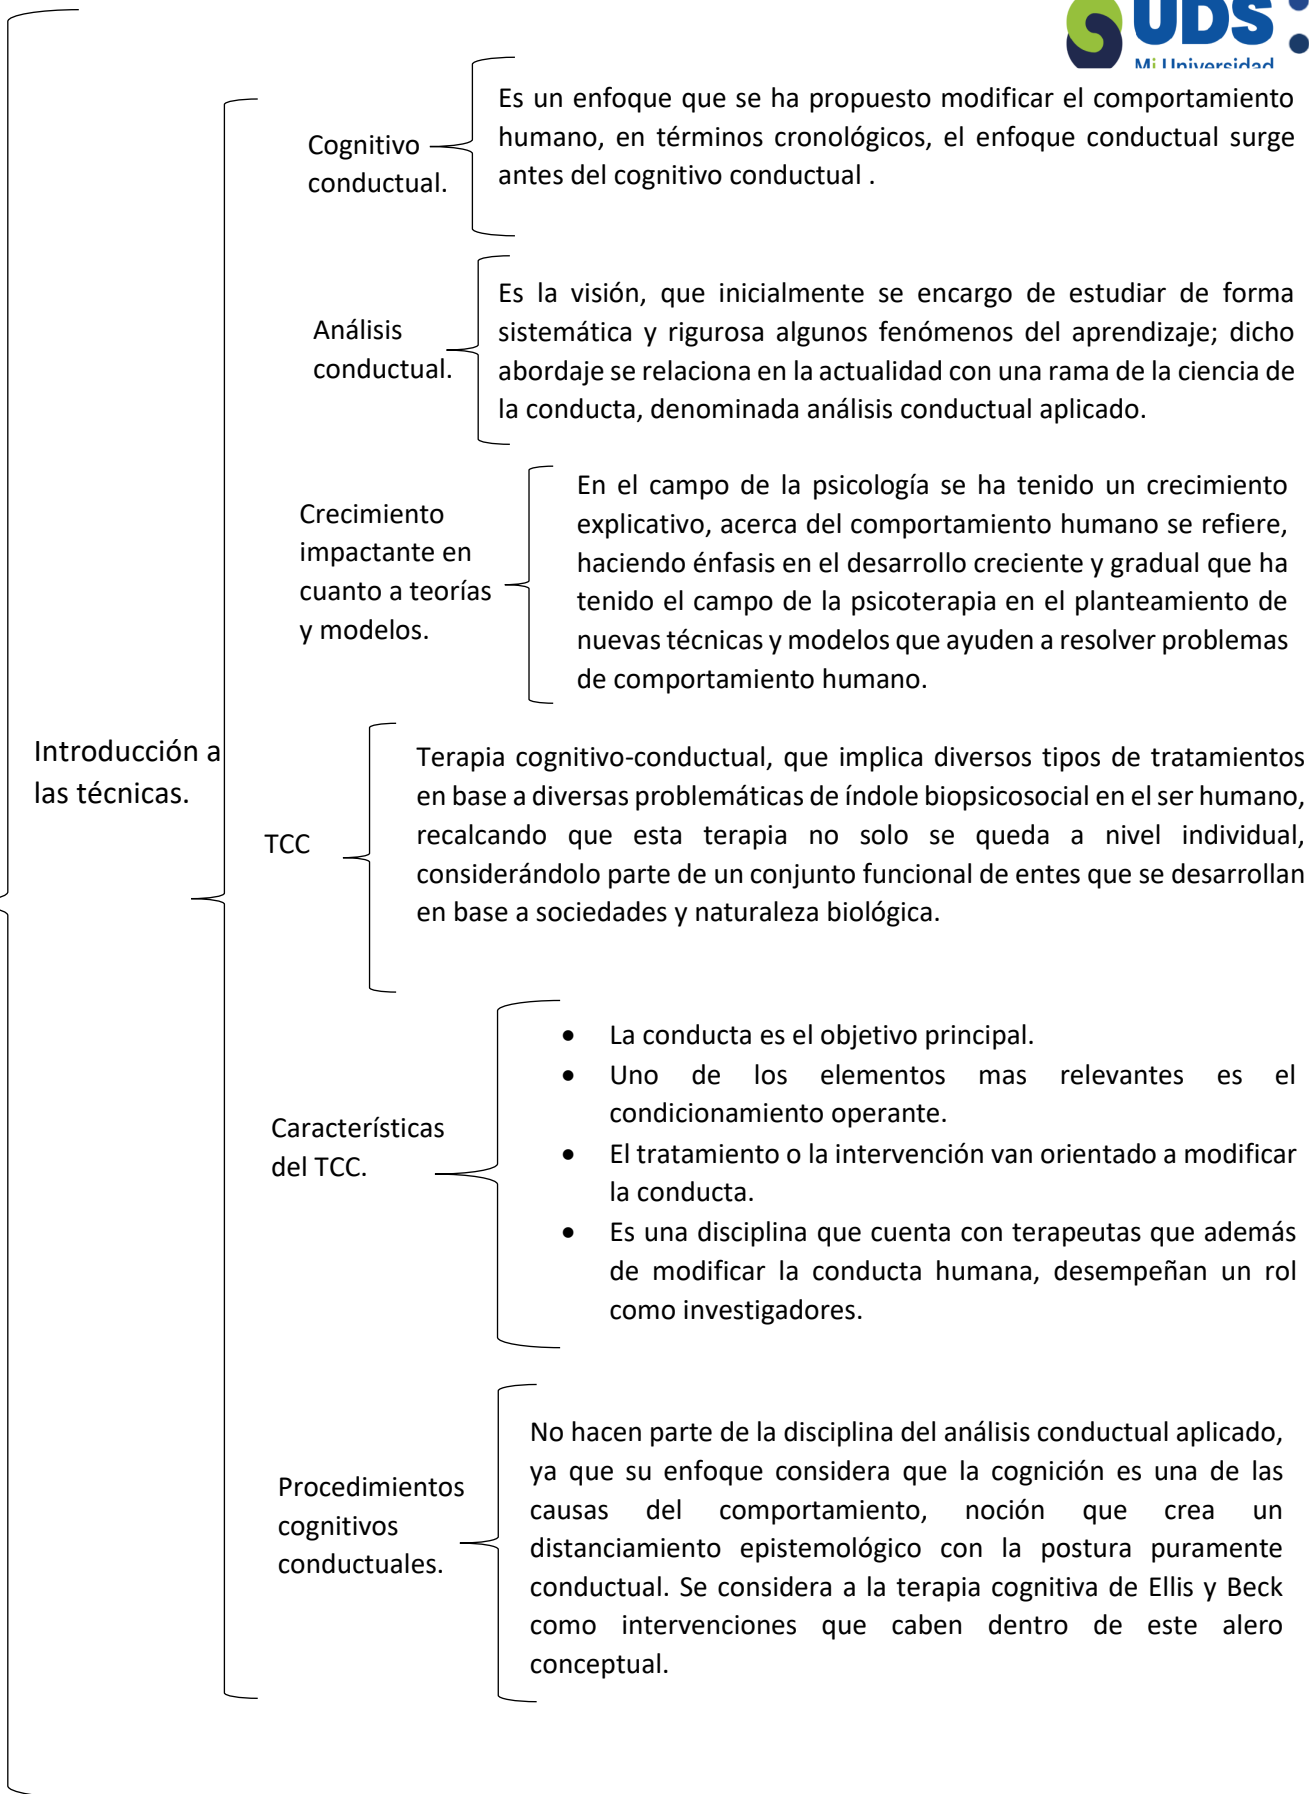 UDS
Mi Universidad
Es un enfoque que se ha propuesto modificar el comportamiento
humano, en términos cronológicos, el enfoque conductual surge
antes del cognitivo conductual .
Cognitivo
conductual.
Es la visión, que inicialmente se encargo de estudiar de forma
sistemática y rigurosa algunos fenómenos del aprendizaje; dicho
abordaje se relaciona en la actualidad con una rama de la ciencia de
la conducta, denominada análisis conductual aplicado.
Análisis
conductual.
En el campo de la psicología se ha tenido un crecimiento
explicativo, acerca del comportamiento humano se refiere,
haciendo énfasis en el desarrollo creciente y gradual que ha
tenido el campo de la psicoterapia en el planteamiento de
nuevas técnicas y modelos que ayuden a resolver problemas
de comportamiento humano.
Crecimiento
impactante en
cuanto a teorías
y modelos.
Introducción a
las técnicas.
Terapia cognitivo-conductual, que implica diversos tipos de tratamientos
en base a diversas problemáticas de índole biopsicosocial en el ser humano,
recalcando que esta terapia no solo se queda a nivel individual,
considerándolo parte de un conjunto funcional de entes que se desarrollan
en base a sociedades y naturaleza biológica.
TCC
• La conducta es el objetivo principal.
• Uno de los elementos mas relevantes es el
condicionamiento operante.
• El tratamiento o la intervención van orientado a modificar
la conducta.
• Es una disciplina que cuenta con terapeutas que además
de modificar la conducta humana, desempeñan un rol
como investigadores.
Características
del TCC.
No hacen parte de la disciplina del análisis conductual aplicado,
ya que su enfoque considera que la cognición es una de las
causas del comportamiento, noción que crea un
distanciamiento epistemológico con la postura puramente
conductual. Se considera a la terapia cognitiva de Ellis y Beck
como intervenciones que caben dentro de este alero
conceptual.
Procedimientos
cognitivos
conductuales.